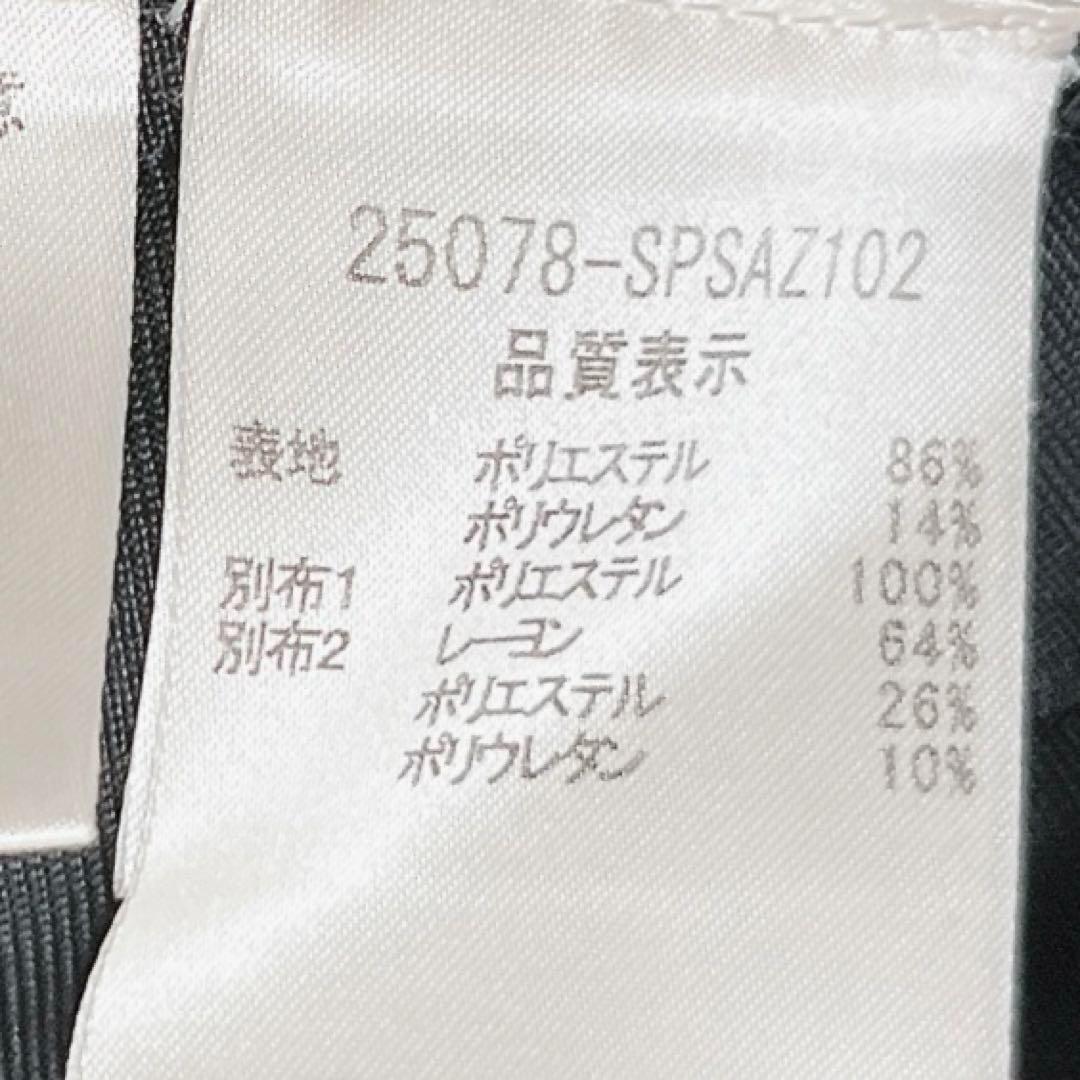 25078-SPSAZ102
品質表示
表地 ポリエステル 86%
ポリウレタン 14%
別布1 ポリエステル 100%
別布2 レーヨン 64%
ポリエステル 26%
ポリウレタン 10%